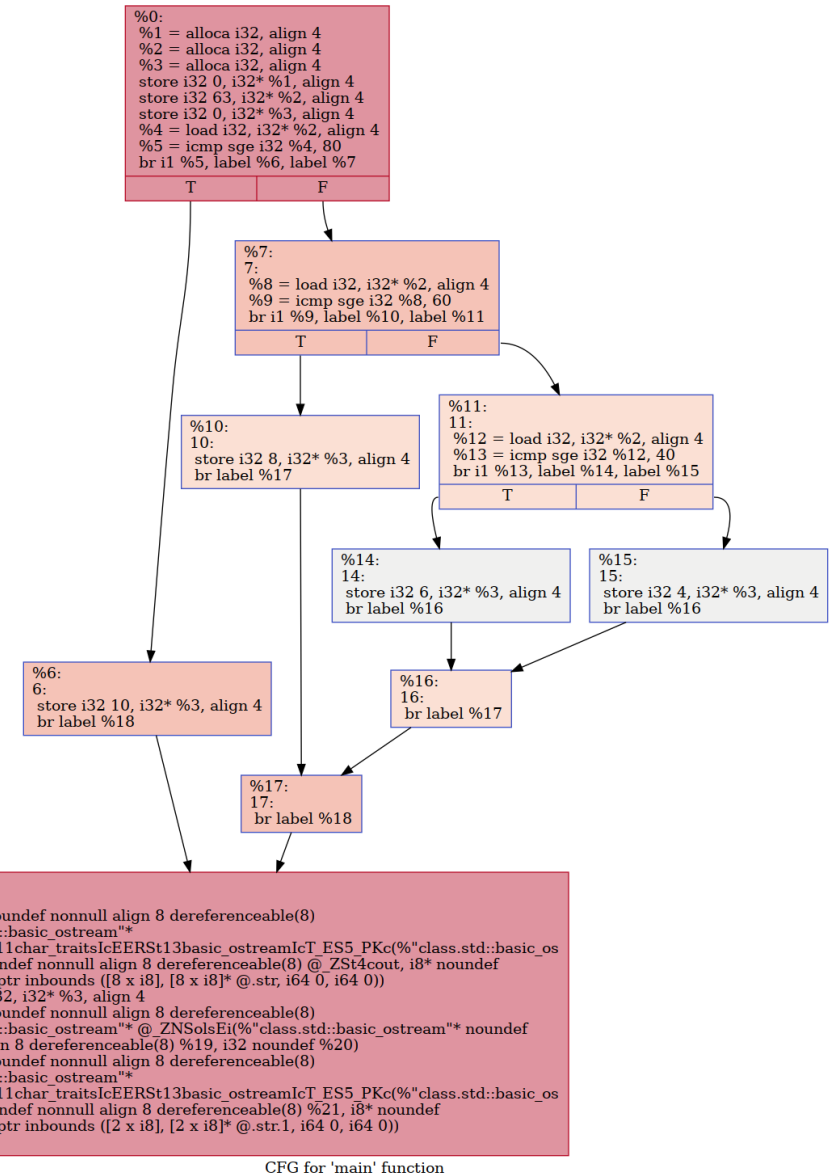 %0:
%1 = alloca i32, align 4
%2 = alloca i32, align 4
%3 = alloca i32, align 4
store i32 0, i32* %1, align 4
store i32 63, i32* %2, align 4
store i32 0, i32* %3, align 4
%4 = load i32, i32* %2, align 4
%5 = icmp sge i32 %4, 80
br i1 %5, label %6, label %7
T F
%7:
7:
%8 = load i32, i32* %2, align 4
%9 = icmp sge i32 %8, 60
br i1 %9, label %10, label %11
T F
%10:
10:
store i32 8, i32* %3, align 4
br label %17
%11:
11:
%12 = load i32, i32* %2, align 4
%13 = icmp sge i32 %12, 40
br i1 %13, label %14, label %15
T F
%14:
14:
store i32 6, i32* %3, align 4
br label %16
%15:
15:
store i32 4, i32* %3, align 4
br label %16
%6:
6:
store i32 10, i32* %3, align 4
br label %18
%16:
16:
br label %17
%17:
17:
br label %18
oundef nonnull align 8 dereferenceable(8)
::basic_ostream"*
11char_traitsIcEERSt13basic_ostreamIcT_ES5_PKc(%"class.std::basic_os
ndef nonnull align 8 dereferenceable(8) @_ZSt4cout, i8* noundef
ptr inbounds ([8 x i8], [8 x i8]* @.str, i64 0, i64 0))
32, i32* %3, align 4
oundef nonnull align 8 dereferenceable(8)
::basic_ostream"* @_ZNSolsEi(%"class.std::basic_ostream"* noundef
n 8 dereferenceable(8) %19, i32 noundef %20)
oundef nonnull align 8 dereferenceable(8)
::basic_ostream"*
11char_traitsIcEERSt13basic_ostreamIcT_ES5_PKc(%"class.std::basic_os
ndef nonnull align 8 dereferenceable(8) %21, i8* noundef
ptr inbounds ([2 x i8], [2 x i8]* @.str.1, i64 0, i64 0))
CFG for 'main' function